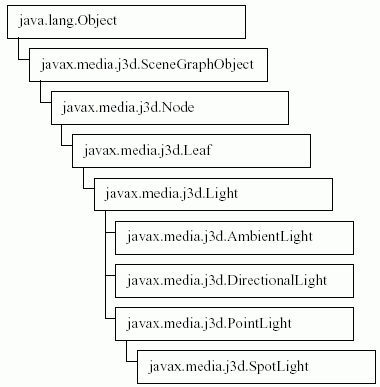 java.lang.Object
javax.media.j3d.SceneGraphObject
javax.media.j3d.Node
javax.media.j3d.Leaf
javax.media.j3d.Light
javax.media.j3d.AmbientLight
javax.media.j3d.DirectionalLight
javax.media.j3d.PointLight
javax.media.j3d.SpotLight